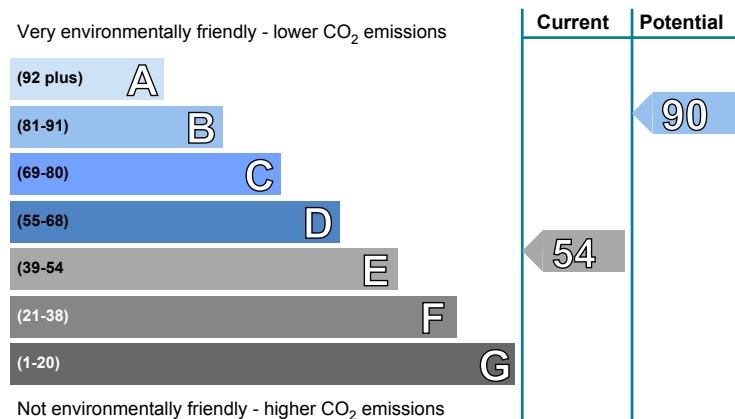 Very environmentally friendly - lower CO₂ emissions
Current
Potential
(92 plus) A
(81-91) B
(69-80) C
(55-68) D
(39-54 E
(21-38) F
(1-20) G
54
90
Not environmentally friendly - higher CO₂ emissions